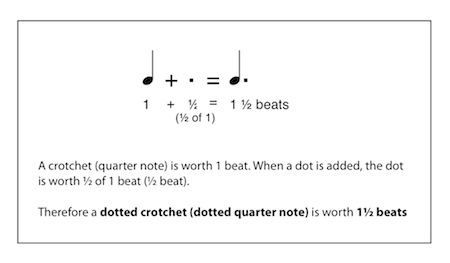 + · =
1 + ½ = 1 ½ beats
(½ of 1)
A crotchet (quarter note) is worth 1 beat. When a dot is added, the dot
is worth ½ of 1 beat (½ beat).
Therefore a dotted crotchet (dotted quarter note) is worth 1½ beats